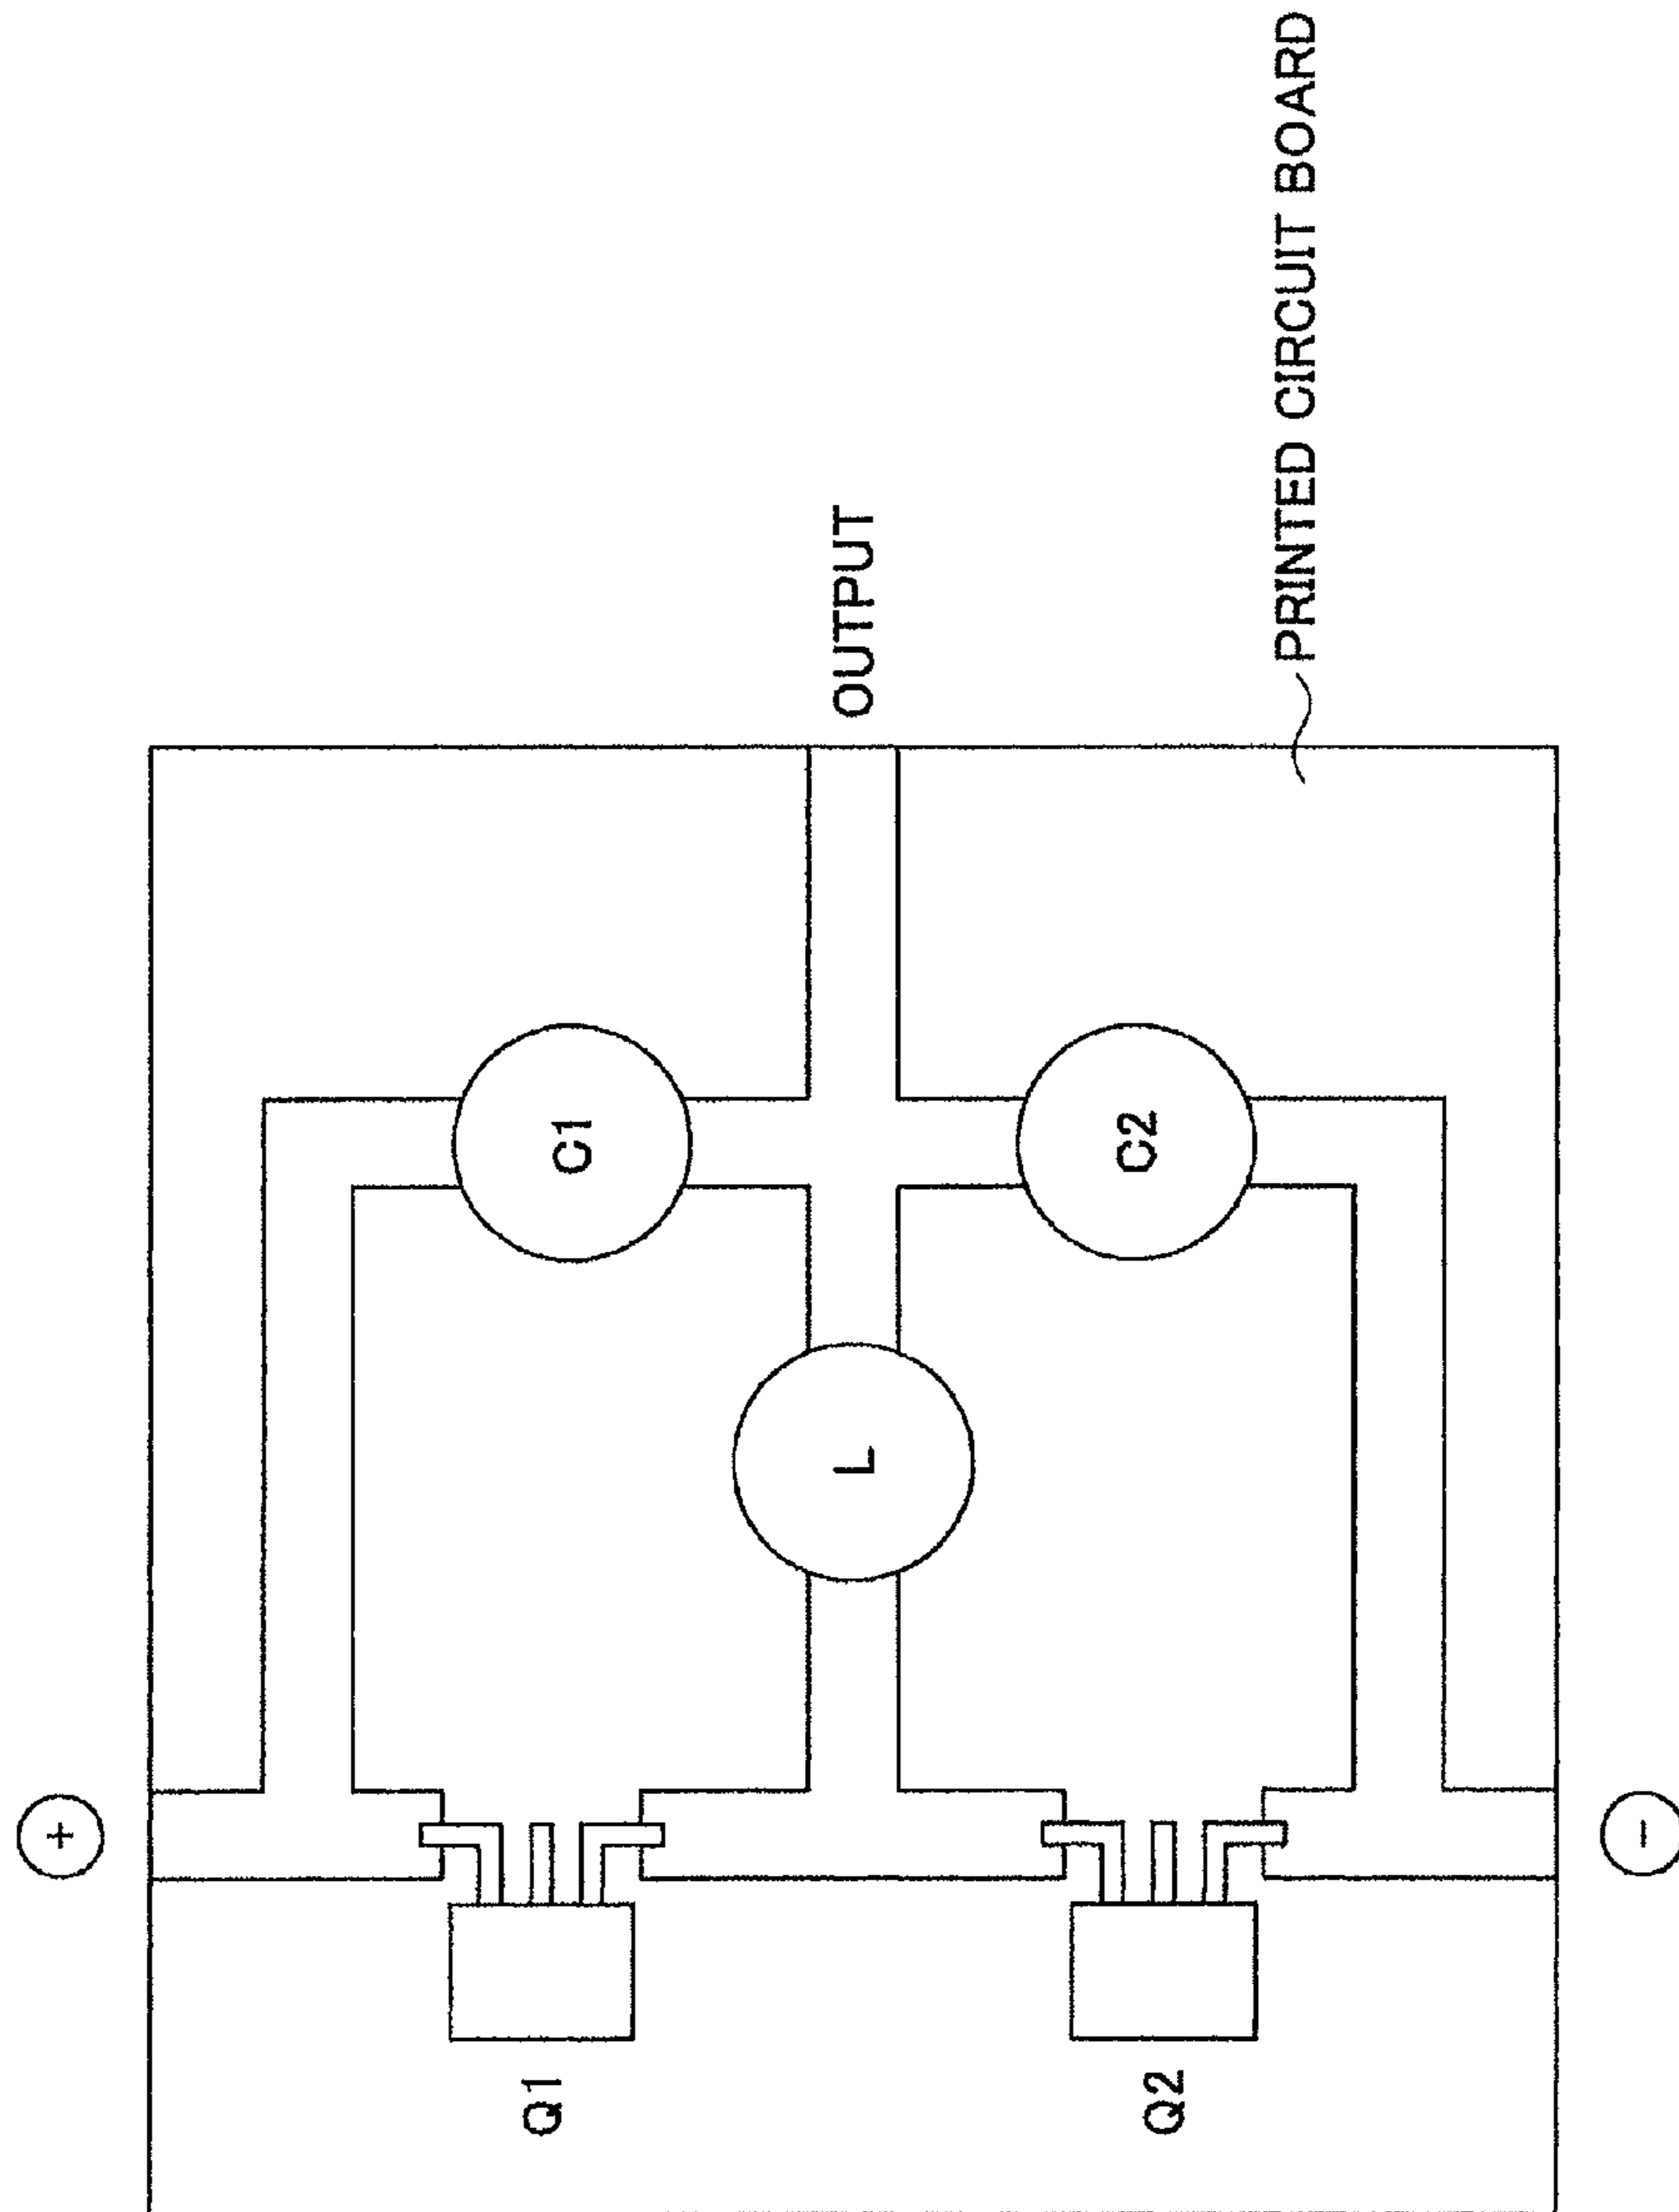 +
Q1
C1
L
OUTPUT
Q2
C2
PRINTED CIRCUIT BOARD
-